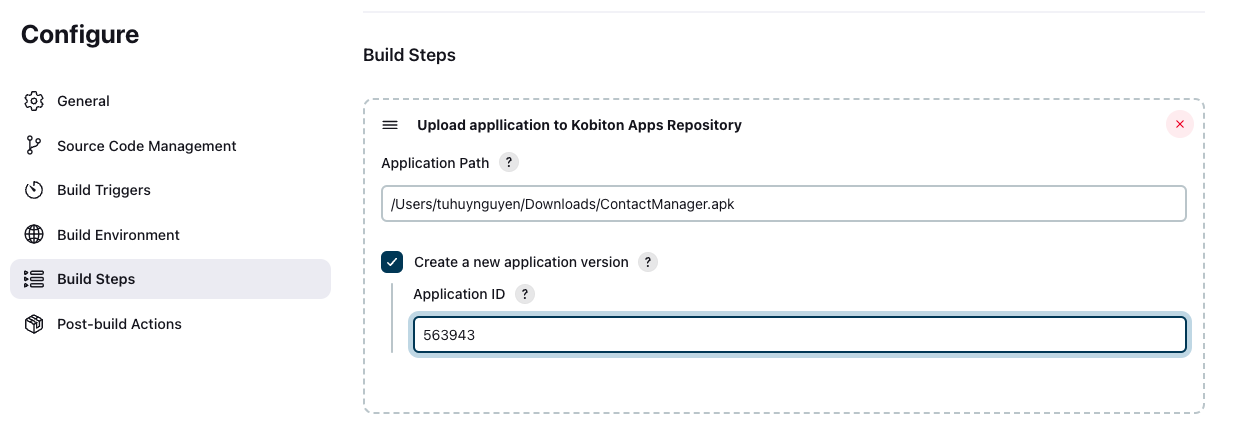 Configure
General
Source Code Management
Build Triggers
Build Environment
Build Steps
Post-build Actions
Build Steps
Upload appllication to Kobiton Apps Repository
Application Path ?
/Users/tuhuynguyen/Downloads/ContactManager.apk
Create a new application version ?
Application ID ?
563943